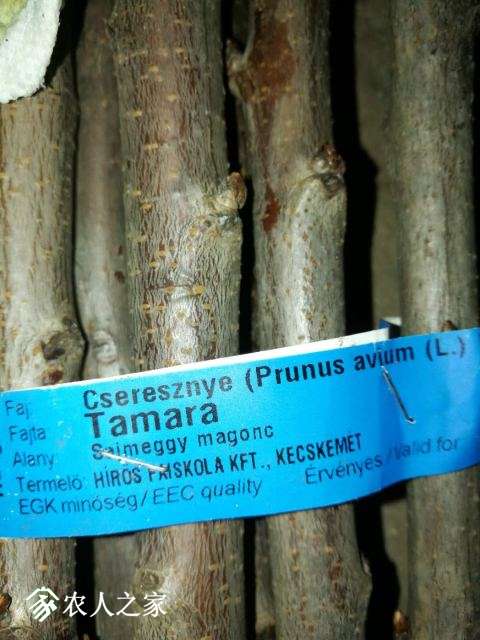 Faj: Cseresznye (Prunus avium (L.)
Fajta Tamara
Alany: Sajmeggy magonc
Termelő: HÍRÖS FAISKOLA KFT., KECSKEMÉT
EGK minőség / EEC quality Érvényes / Valid for
农人之家